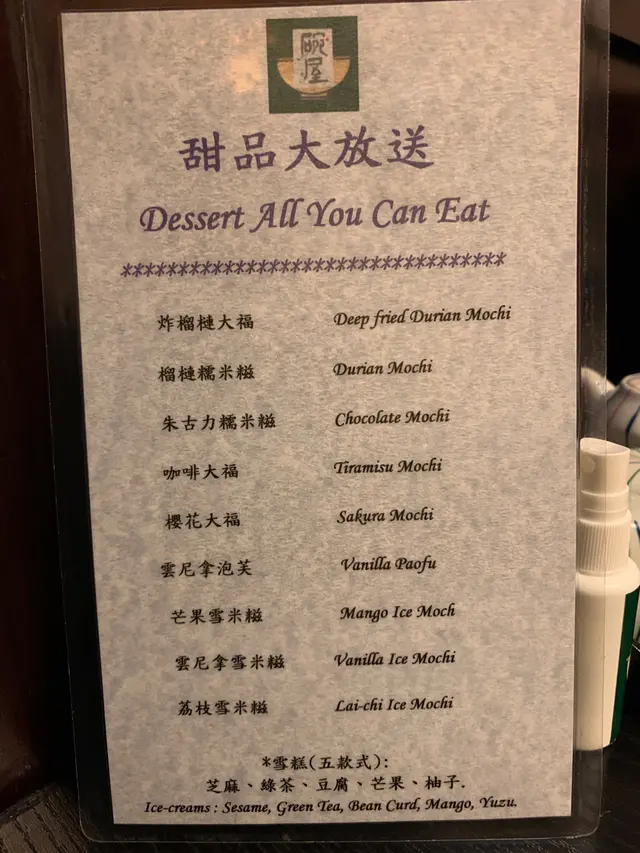 碗屋
甜品大放送
Dessert All You Can Eat
*********************************
炸榴槤大福 Deep fried Durian Mochi
榴槤糯米糍 Durian Mochi
朱古力糯米糍 Chocolate Mochi
咖啡大福 Tiramisu Mochi
櫻花大福 Sakura Mochi
雲尼拿泡芙 Vanilla Paofu
芒果雪米糍 Mango Ice Moch
雲尼拿雪米糍 Vanilla Ice Mochi
荔枝雪米糍 Lai-chi Ice Mochi
*雪糕(五款式):
芝麻、綠茶、豆腐、芒果、柚子.
Ice-creams : Sesame, Green Tea, Bean Curd, Mango, Yuzu.